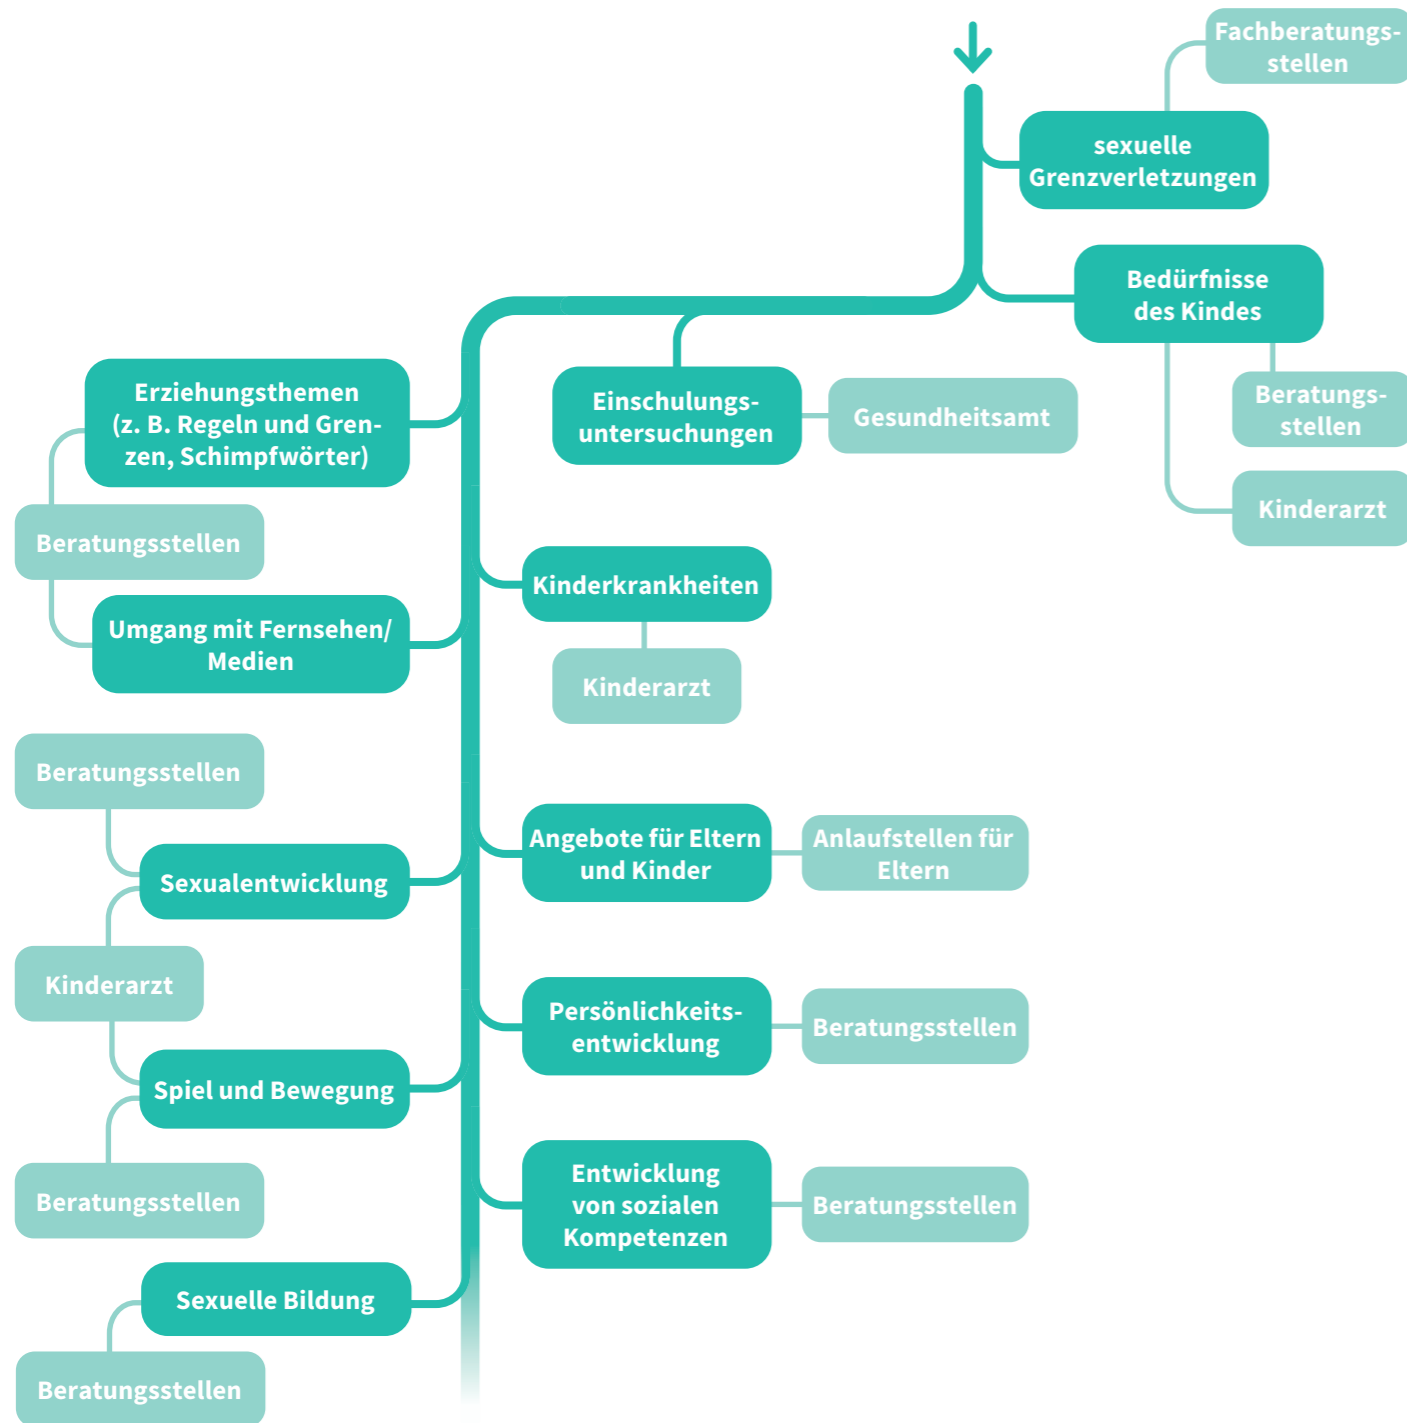 Fachberatungs-
stellen
sexuelle
Grenzverletzungen
Bedürfnisse
des Kindes
Beratungs-
stellen
Kinderarzt
Einschulungs-
untersuchungen
Gesundheitsamt
Erziehungsthemen
(z. B. Regeln und Gren-
zen, Schimpfwörter)
Beratungsstellen
Umgang mit Fernsehen/
Medien
Kinderkrankheiten
Kinderarzt
Beratungsstellen
Sexualentwicklung
Kinderarzt
Spiel und Bewegung
Beratungsstellen
Sexuelle Bildung
Beratungsstellen
Angebote für Eltern
und Kinder
Anlaufstellen für
Eltern
Persönlichkeits-
entwicklung
Beratungsstellen
Entwicklung
von sozialen
Kompetenzen
Beratungsstellen